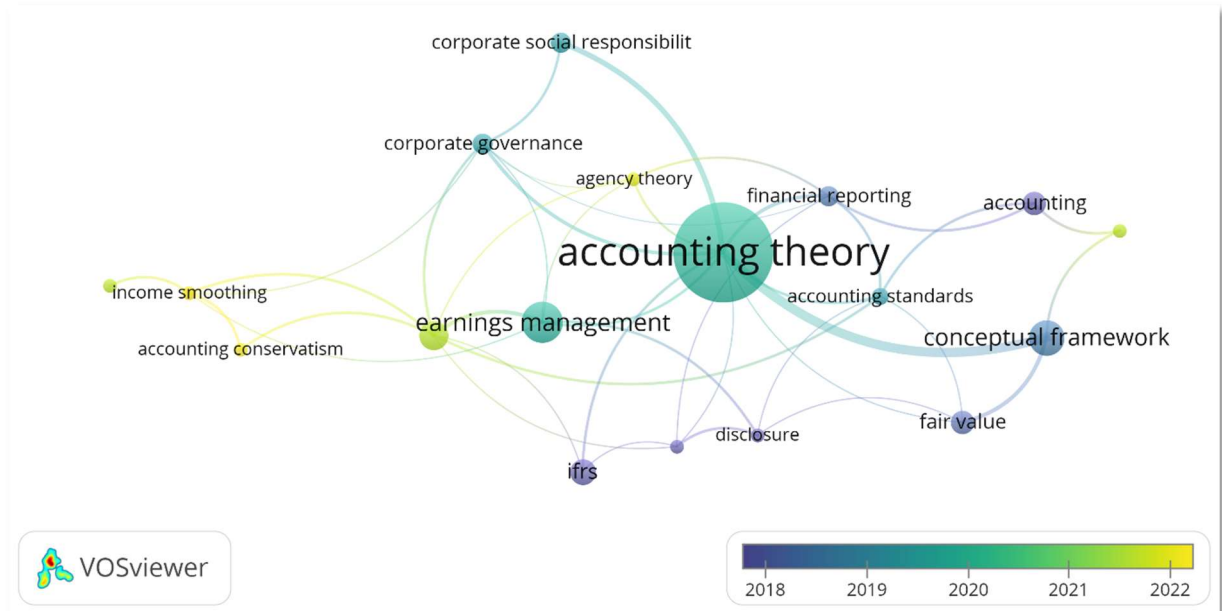 corporate social responsibilit
corporate governance
agency theory
financial reporting
accounting
accounting theory
income smoothing
accounting standards
earnings management
conceptual framework
accounting conservatism
fair value
disclosure
ifrs
VOSviewer
2018 2019 2020 2021 2022